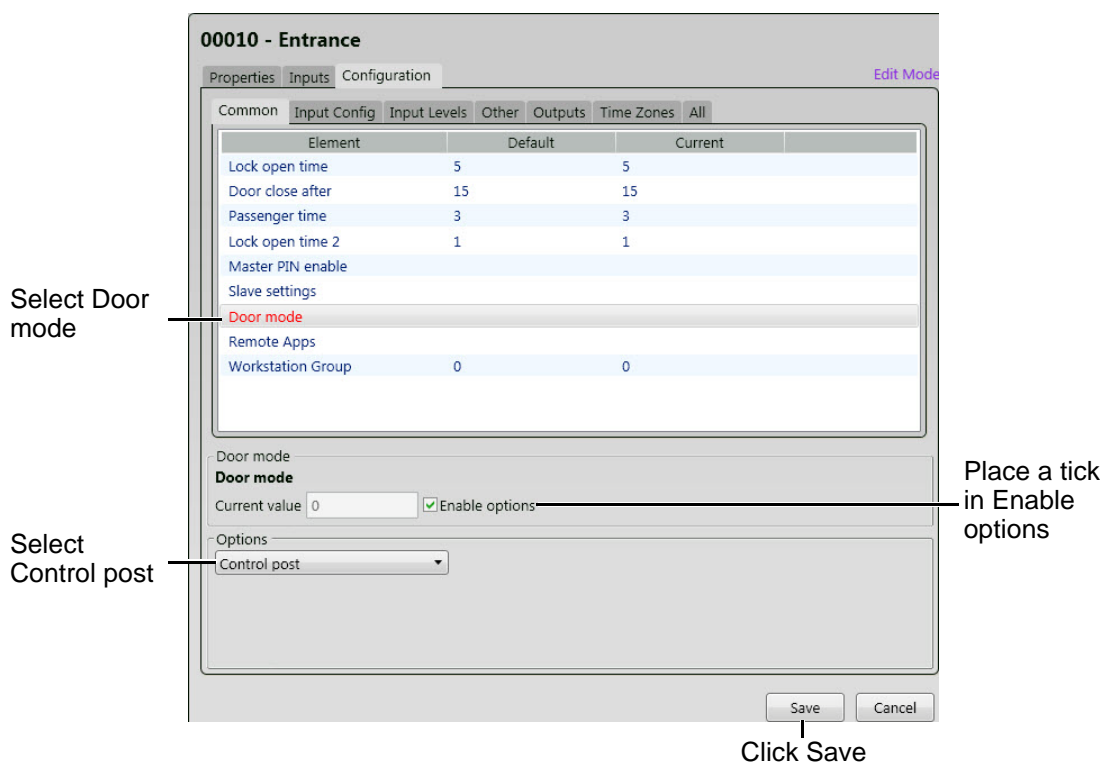 00010 - Entrance
Properties Inputs Configuration Edit Mode
Common Input Config Input Levels Other Outputs Time Zones All
Element Default Current
Lock open time 5 5
Door close after 15 15
Passenger time 3 3
Lock open time 2 1 1
Master PIN enable
Slave settings
Select Door
mode
Door mode
Remote Apps
Workstation Group 0 0
Door mode
Door mode
Current value 0 Enable options
Place a tick
in Enable
options
Options
Select
Control post
Control post
Save Cancel
Click Save